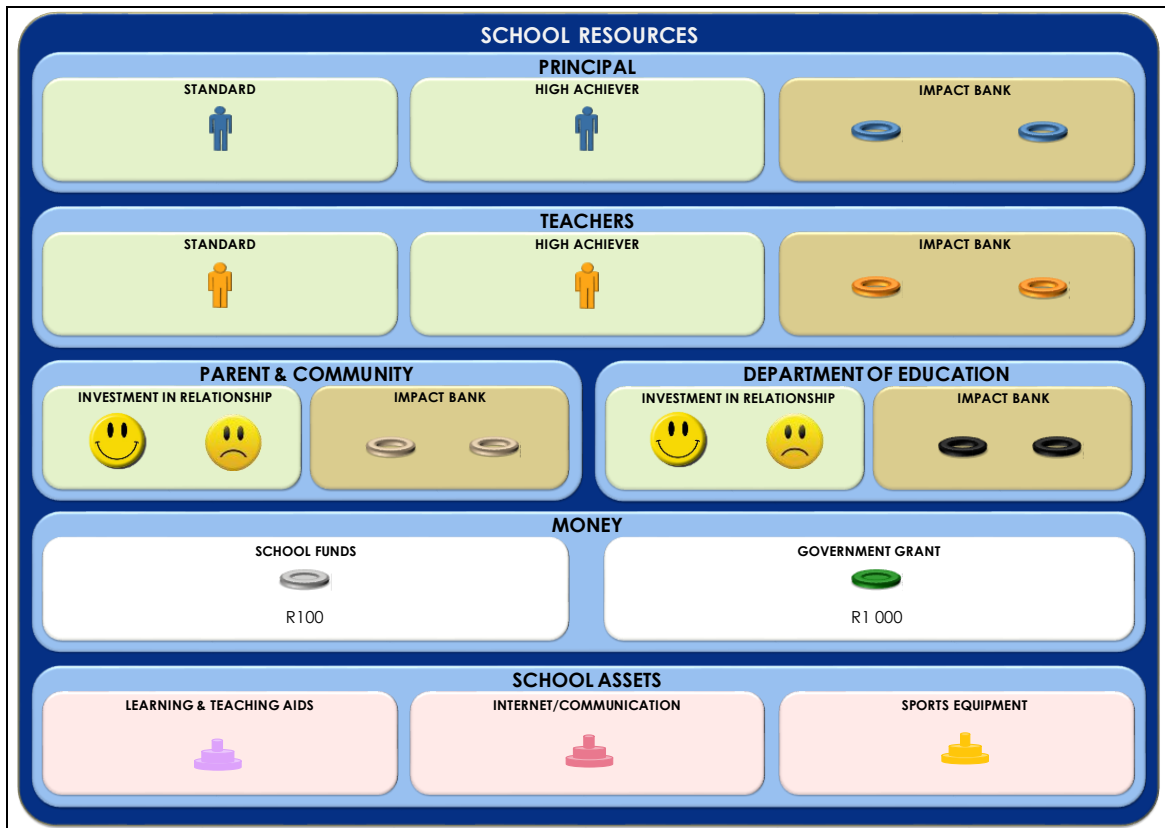 SCHOOL RESOURCES
PRINCIPAL
STANDARD
HIGH ACHIEVER
IMPACT BANK
TEACHERS
STANDARD
HIGH ACHIEVER
IMPACT BANK
PARENT & COMMUNITY
INVESTMENT IN RELATIONSHIP
IMPACT BANK
DEPARTMENT OF EDUCATION
INVESTMENT IN RELATIONSHIP
IMPACT BANK
MONEY
SCHOOL FUNDS
R100
GOVERNMENT GRANT
R1 000
SCHOOL ASSETS
LEARNING & TEACHING AIDS
INTERNET/COMMUNICATION
SPORTS EQUIPMENT